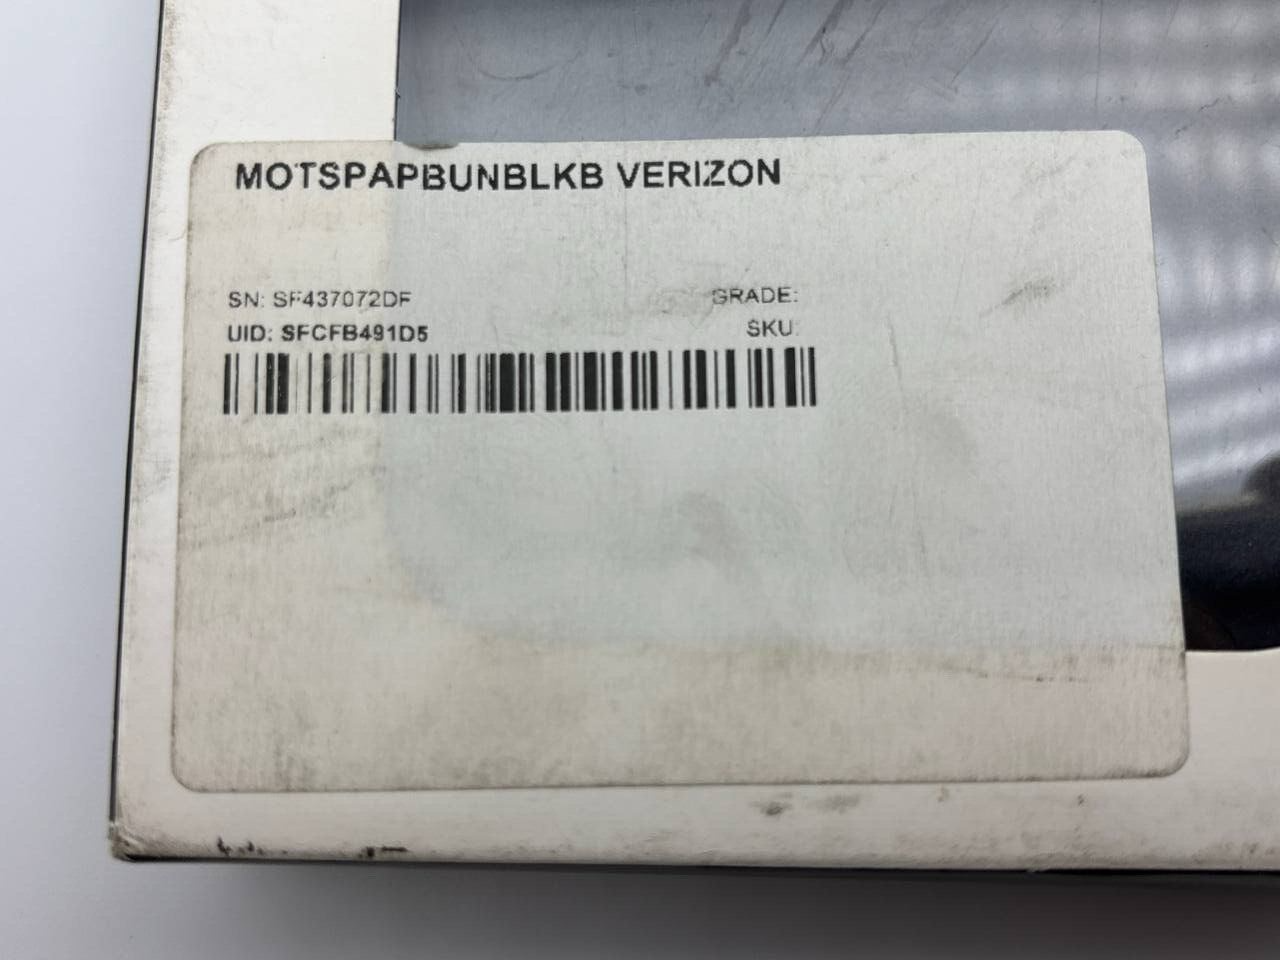 MOTSPAPBUNBLKB VERIZON
SN: SF437072DF
GRADE:
UID: SFCFB491D5
SKU: